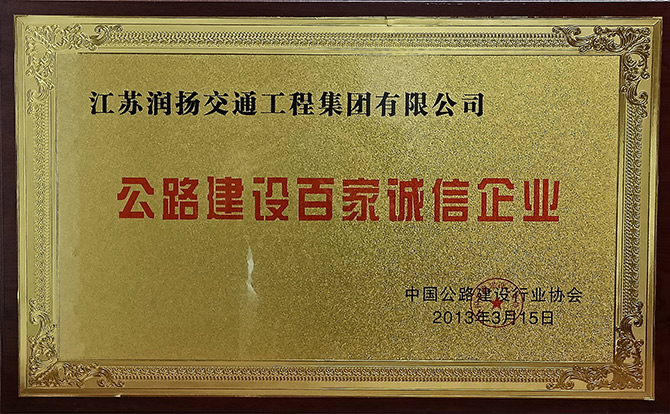 江苏润扬交通工程集团有限公司
公路建设百家诚信企业
中国公路建设行业协会
2013年3月15日